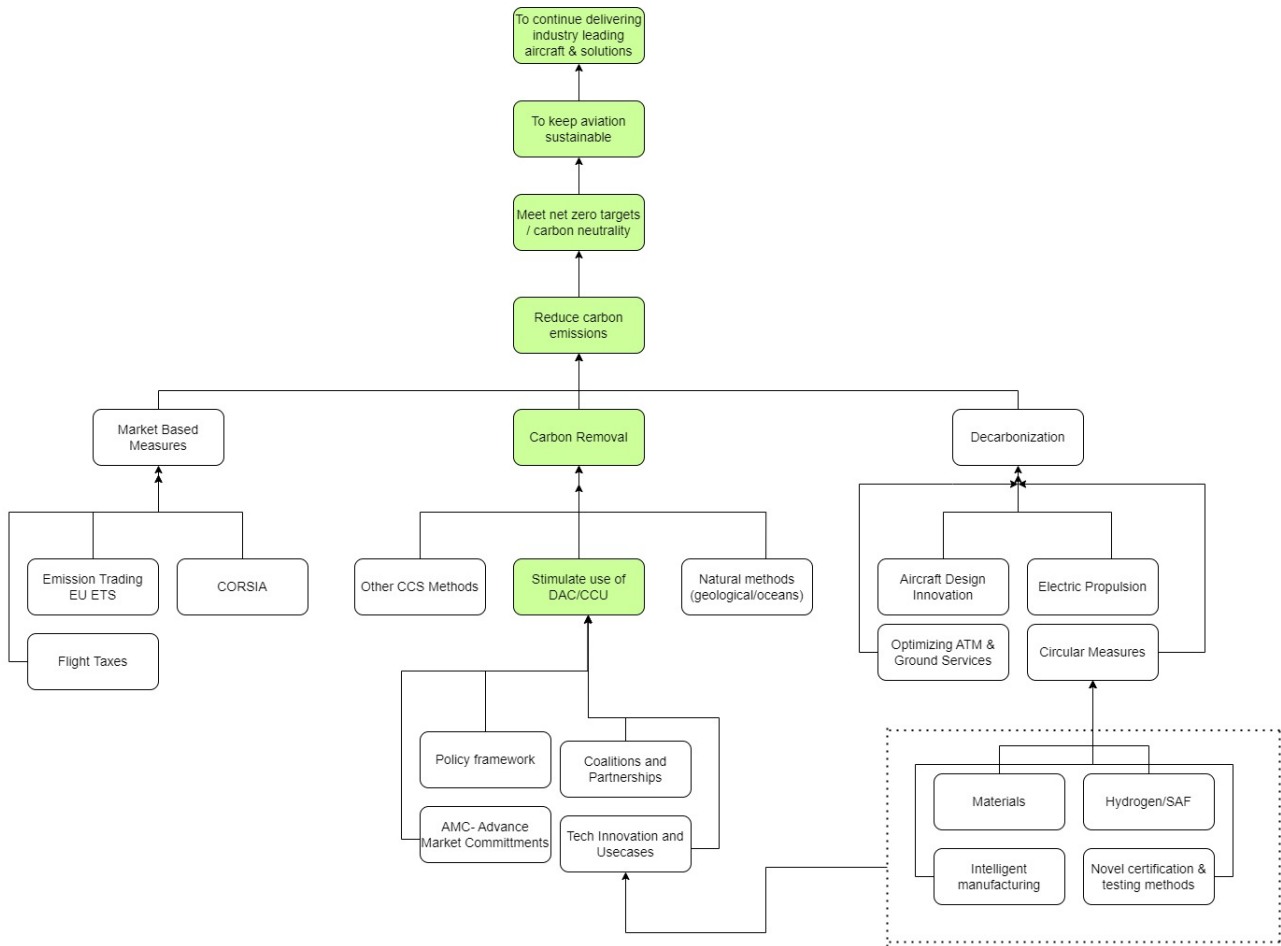 To continue delivering
industry leading
aircraft & solutions
To keep aviation
sustainable
Meet net zero targets
/ carbon neutrality
Reduce carbon
emissions
Market Based
Measures
Carbon Removal
Decarbonization
Emission Trading
EU ETS
CORSIA
Flight Taxes
Other CCS Methods
Stimulate use of
DAC/CCU
Natural methods
(geological/oceans)
Aircraft Design
Innovation
Electric Propulsion
Optimizing ATM &
Ground Services
Circular Measures
Policy framework
Coalitions and
Partnerships
AMC- Advance
Market Committments
Tech Innovation and
Usecases
Materials
Hydrogen/SAF
Intelligent
manufacturing
Novel certification &
testing methods